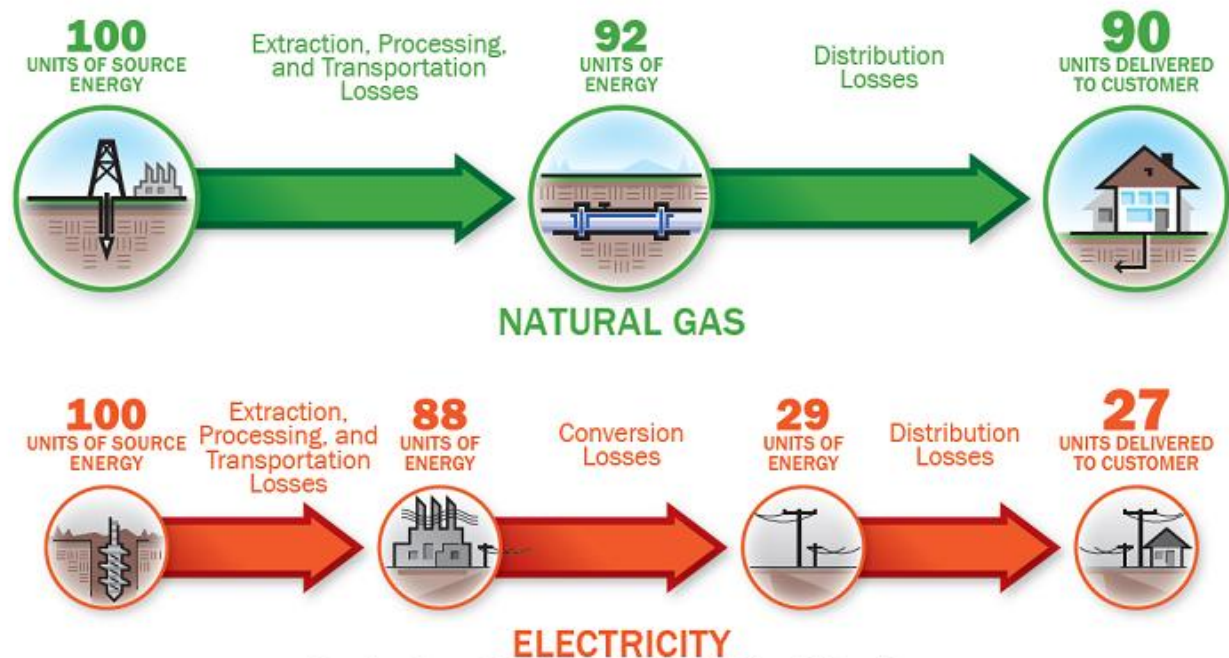 100
UNITS OF SOURCE
ENERGY
Extraction, Processing,
and Transportation
Losses
92
UNITS OF
ENERGY
Distribution
Losses
90
UNITS DELIVERED
TO CUSTOMER
NATURAL GAS
100
UNITS OF SOURCE
ENERGY
Extraction,
Processing, and
Transportation
Losses
88
UNITS OF
ENERGY
Conversion
Losses
29
UNITS OF
ENERGY
Distribution
Losses
27
UNITS DELIVERED
TO CUSTOMER
ELECTRICITY